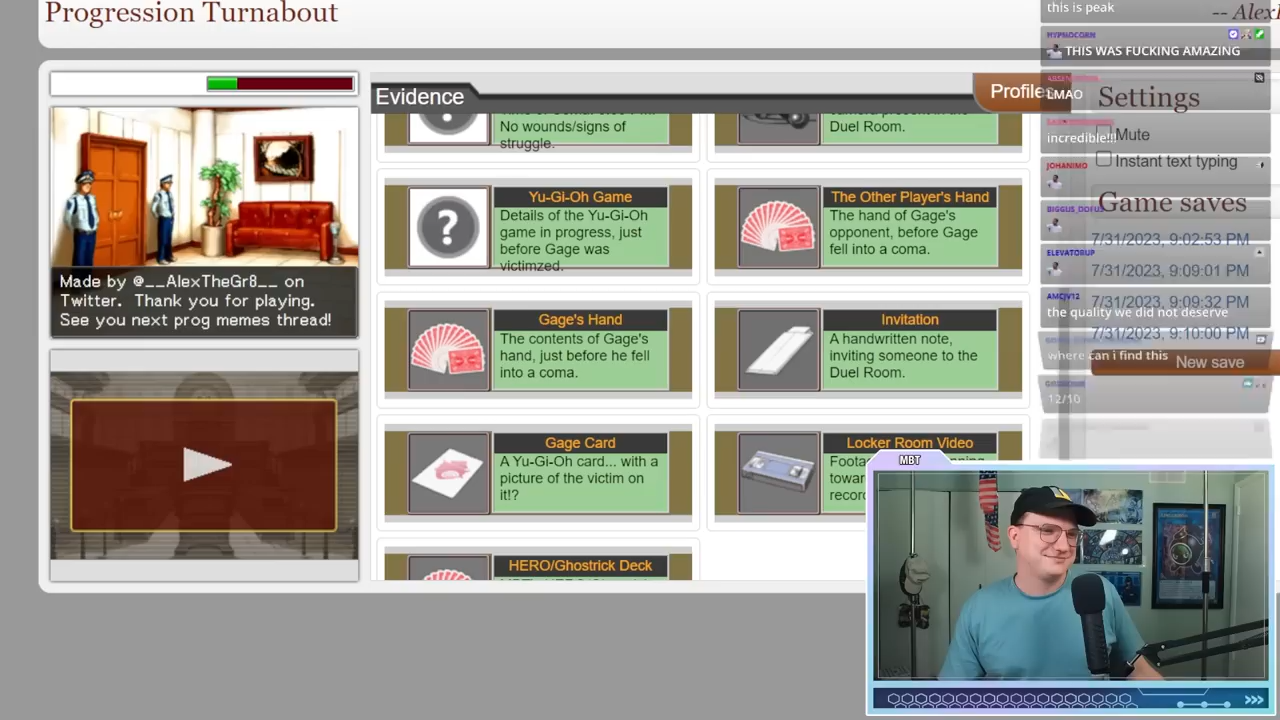 Progression Turnabout
-- Alex
this is peak
HYPNOCORN
THIS WAS FUCKING AMAZING
Evidence
Profiles
LMAO
Settings
No wounds/signs of
struggle.
Duel Room.
Mute
incredible!!!
Instant text typing
JOHANIMO
Yu-Gi-Oh Game
Details of the Yu-Gi-Oh
game in progress, just
before Gage was
victimzed.
The Other Player's Hand
The hand of Gage's
opponent, before Gage
fell into a coma.
Game saves
7/31/2023, 9:02:53 PM
ELEVATORUP
7/31/2023, 9:09:01 PM
AMCJV12
7/31/2023, 9:09:32 PM
the quality we did not deserve
7/31/2023, 9:10:00 PM
where can i find this
New save
12/10
Made by @__AlexTheGr8__ on
Twitter. Thank you for playing.
See you next prog memes thread!
Gage's Hand
The contents of Gage's
hand, just before he fell
into a coma.
Invitation
A handwritten note,
inviting someone to the
Duel Room.
Gage Card
A Yu-Gi-Oh card... with a
picture of the victim on
it!?
Locker Room Video
HERO/Ghostrick Deck
MBT